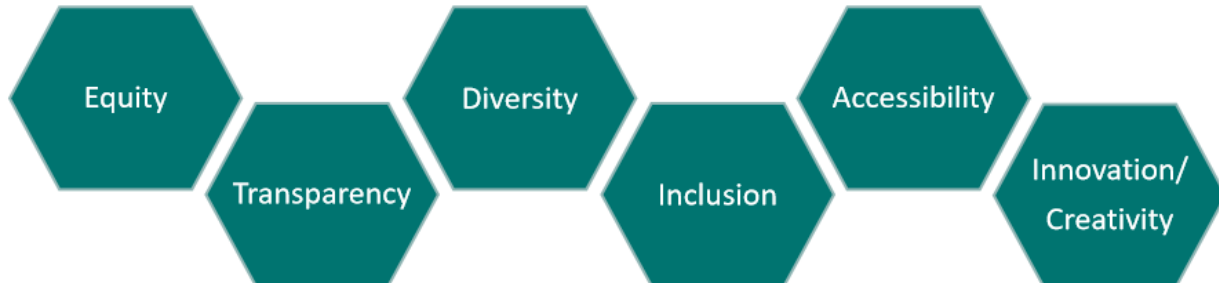 Equity
Transparency
Diversity
Inclusion
Accessibility
Innovation/
Creativity